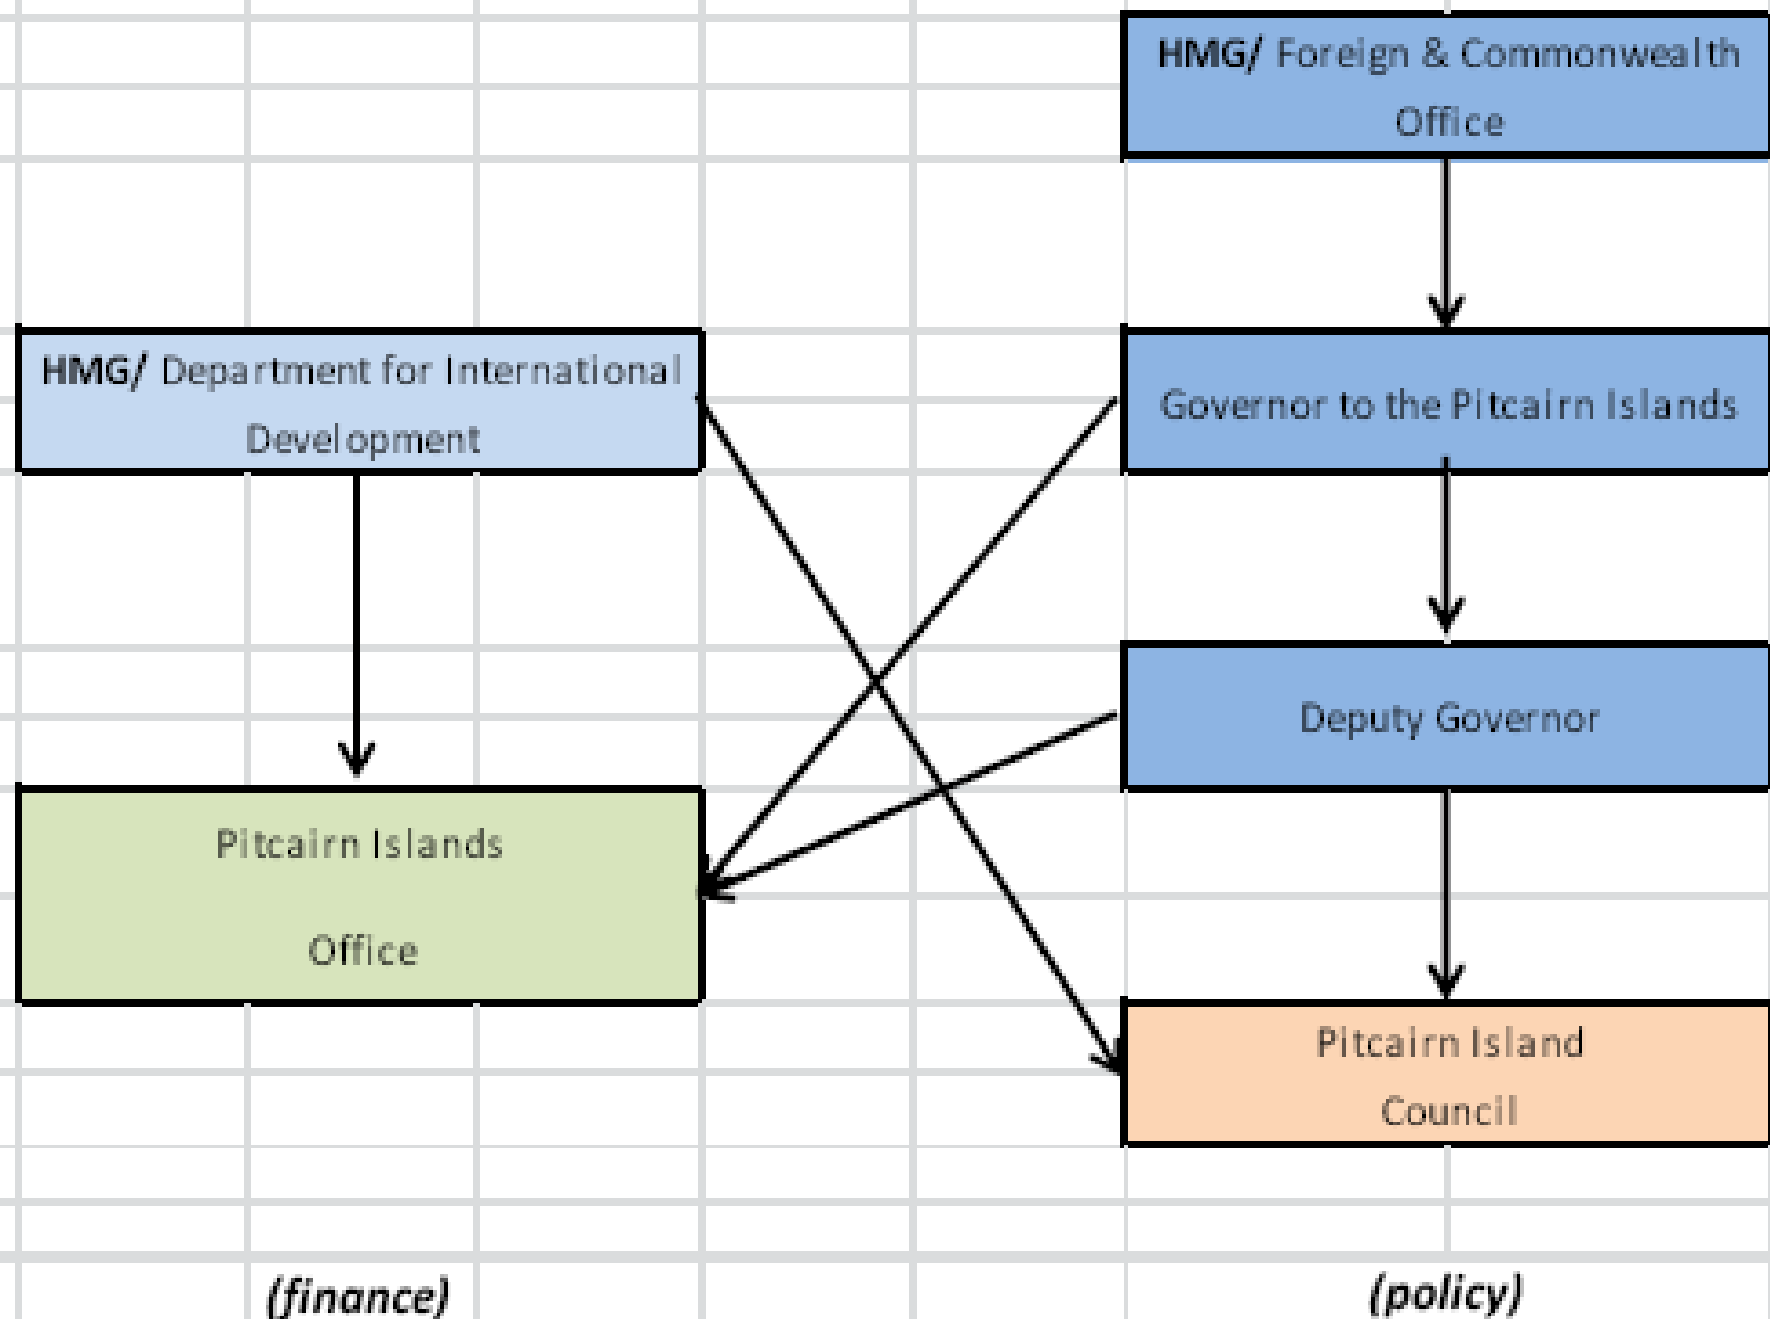 HMG/ Foreign & Commonwealth
Office
HMG/ Department for International
Development
Governor to the Pitcairn Islands
Deputy Governor
Pitcairn Islands
Office
Pitcairn Island
Council
(finance)
(policy)